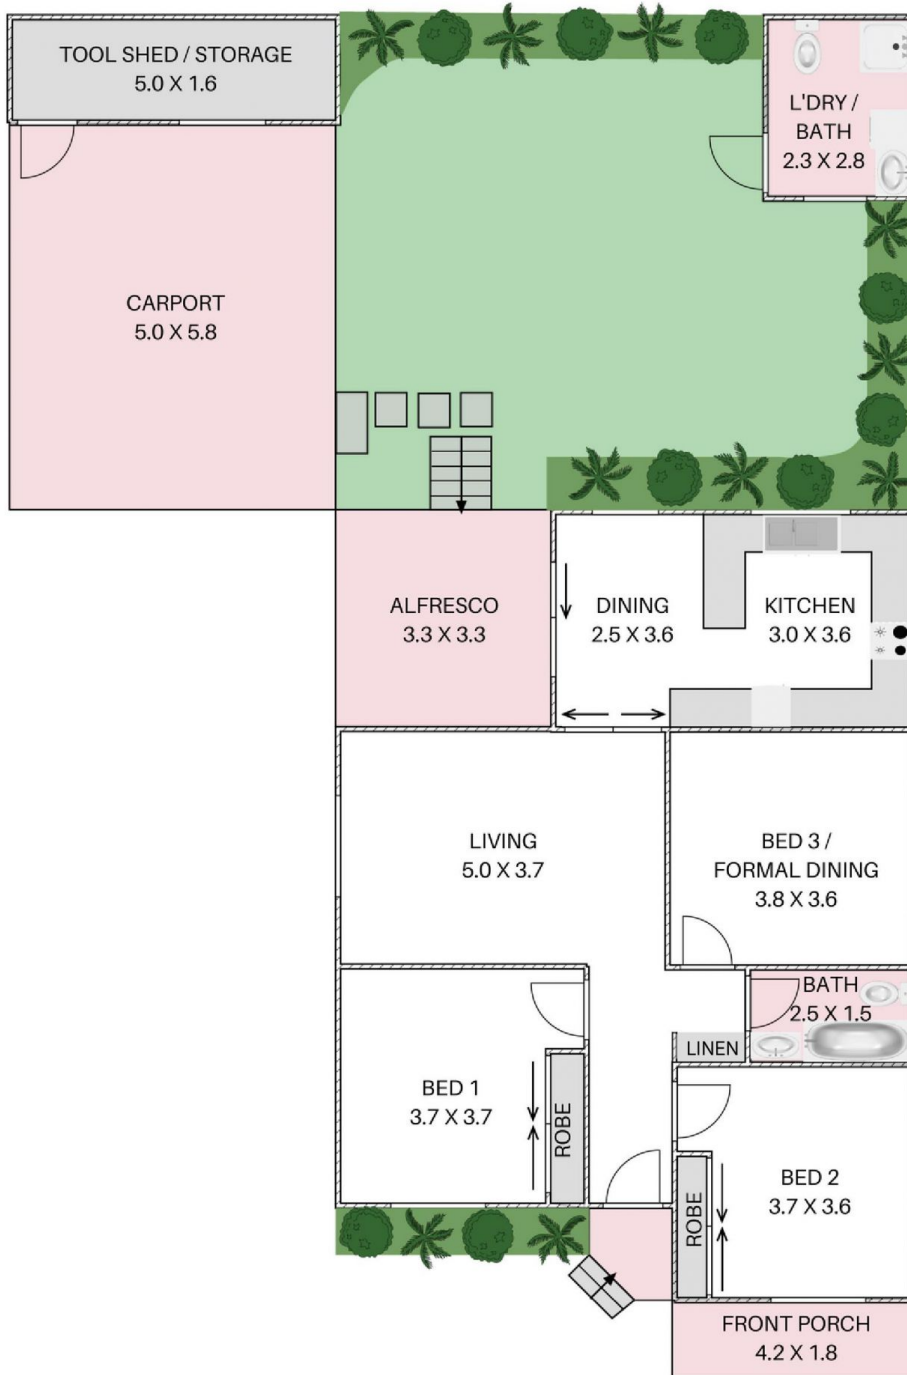 TOOL SHED / STORAGE
5.0 X 1.6
L'DRY /
BATH
2.3 X 2.8
CARPORT
5.0 X 5.8
ALFRESCO
3.3 X 3.3
DINING
2.5 X 3.6
KITCHEN
3.0 X 3.6
LIVING
5.0 X 3.7
BED 3 /
FORMAL DINING
3.8 X 3.6
BATH
2.5 X 1.5
LINEN
BED 1
3.7 X 3.7
ROBE
BED 2
3.7 X 3.6
ROBE
FRONT PORCH
4.2 X 1.8